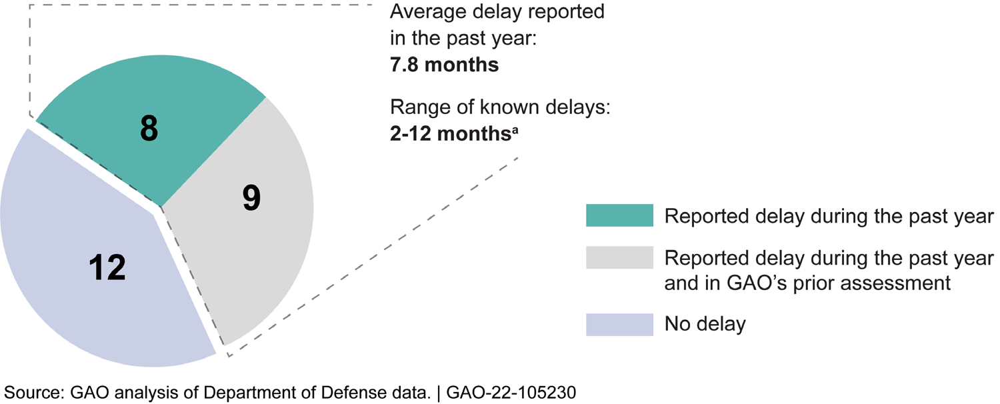 Average delay reported
in the past year:
7.8 months
Range of known delays:
2-12 monthsᵃ
8
9
12
Reported delay during the past year
Reported delay during the past year
and in GAO’s prior assessment
No delay
Source: GAO analysis of Department of Defense data. | GAO-22-105230